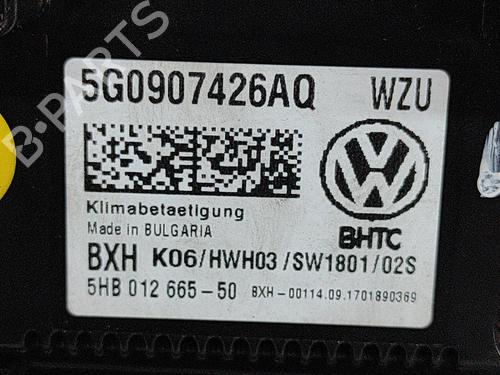 B-PARTS
5G0907426AQ WZU
Klimabetaetigung
Made in BULGARIA
BHTC
BXH K06/HWH03/SW1801/02S
5HB 012 665-50 BXH-00114.09.1701890369